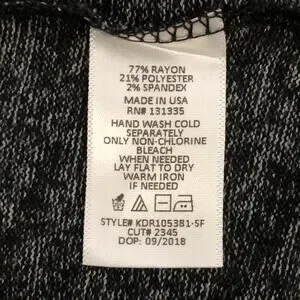 77% RAYON
21% POLYESTER
2% SPANDEX
MADE IN USA
RN# 131335
HAND WASH COLD
SEPARATELY
ONLY NON-CHLORINE
BLEACH
WHEN NEEDED
LAY FLAT TO DRY
WARM IRON
IF NEEDED
STYLE# KDR105381-SF
CUT# 2345
DOP: 09/2018